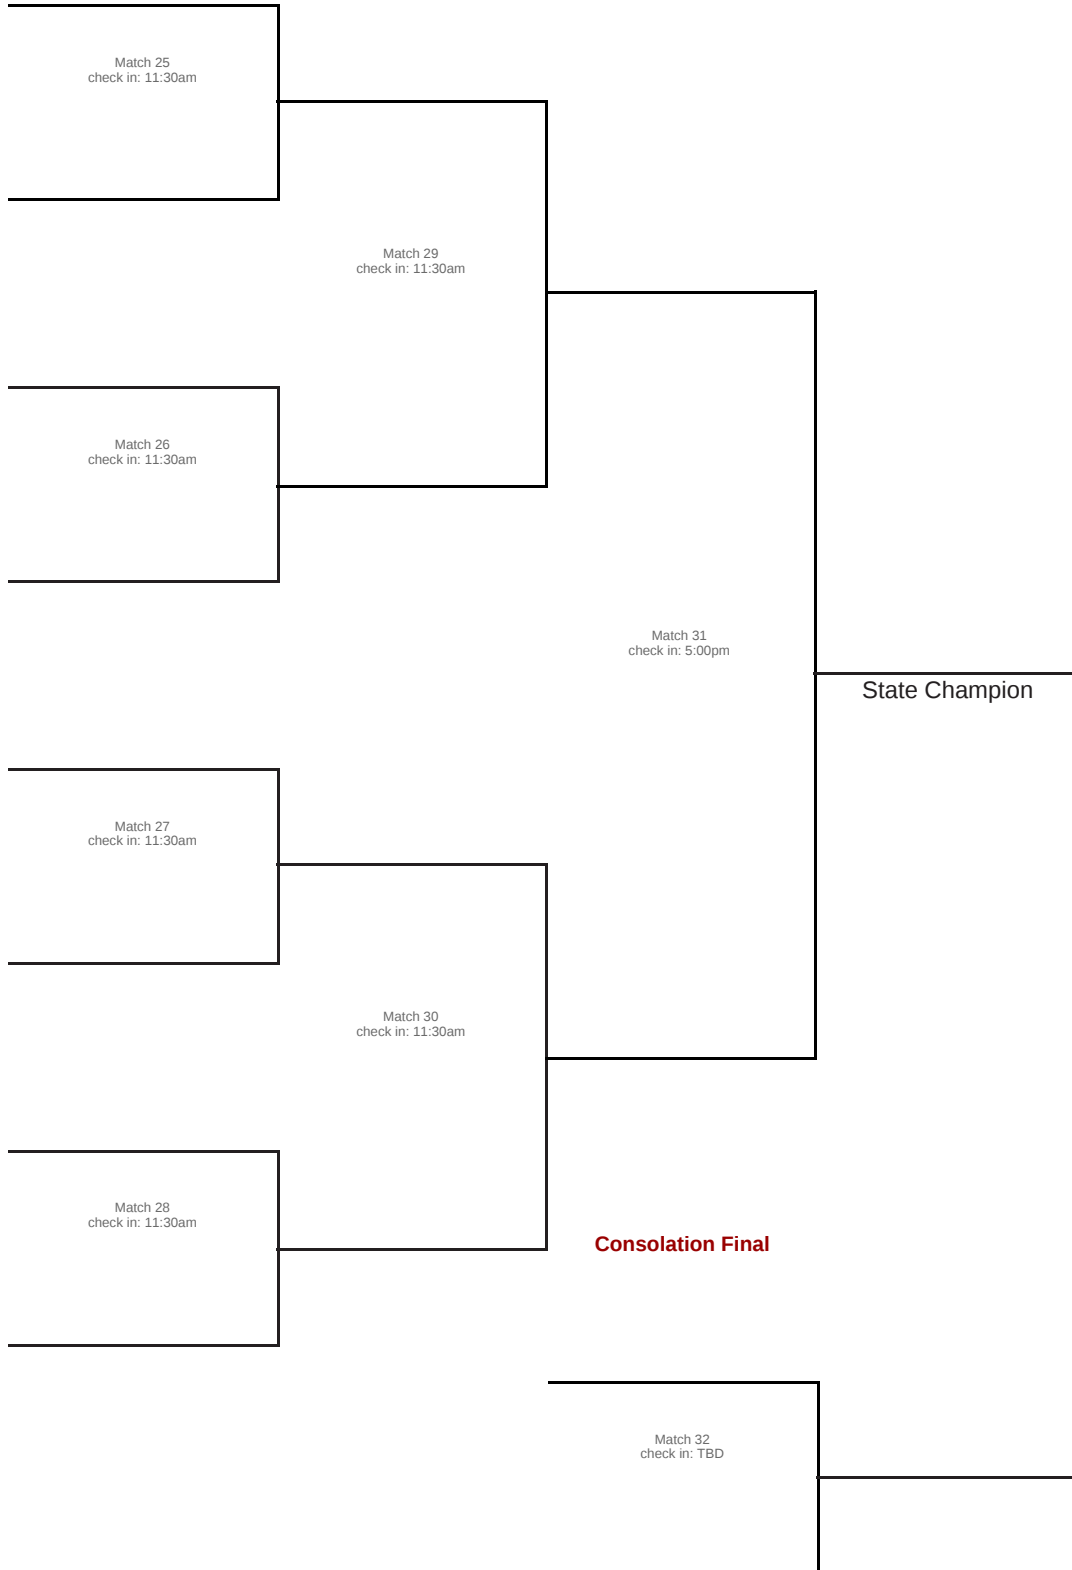 Match 25
check in: 11:30am
Match 29
check in: 11:30am
Match 26
check in: 11:30am
Match 31
check in: 5:00pm
State Champion
Match 27
check in: 11:30am
Match 30
check in: 11:30am
Match 28
check in: 11:30am
Consolation Final
Match 32
check in: TBD